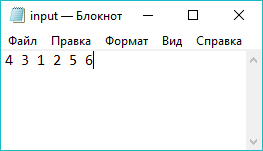 input — Блокнот
Файл Правка Формат Вид Справка
4 3 1 2 5 6